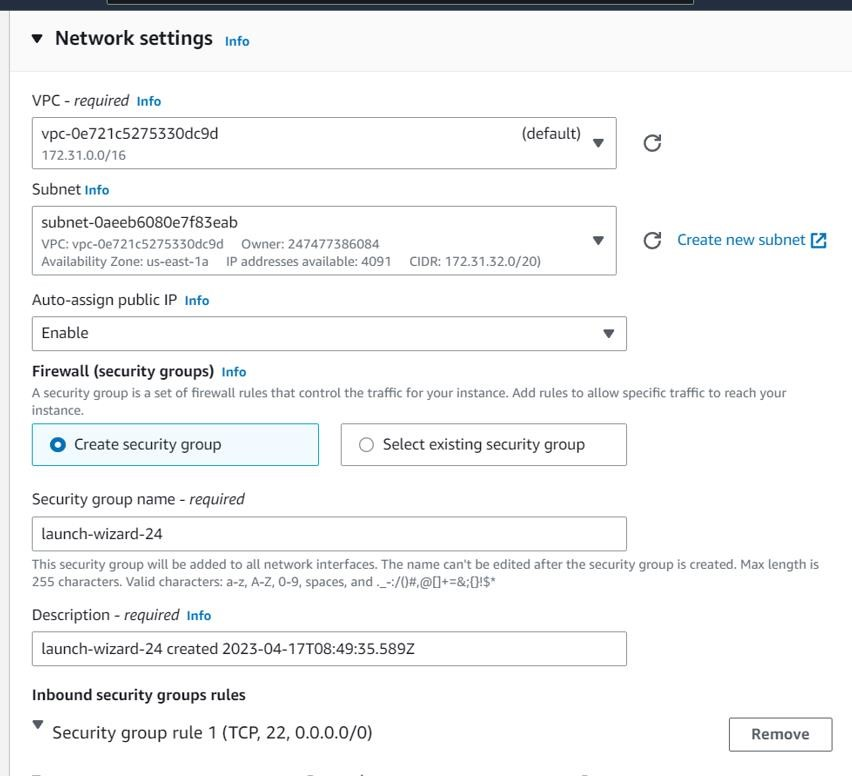 Network settings Info
VPC - required Info
vpc-0e721c5275330dc9d (default)
172.31.0.0/16
Subnet Info
subnet-0aeeb6080e7f83eab
VPC: vpc-0e721c5275330dc9d Owner: 247477386084
Availability Zone: us-east-1a IP addresses available: 4091 CIDR: 172.31.32.0/20)
Create new subnet
Auto-assign public IP Info
Enable
Firewall (security groups) Info
A security group is a set of firewall rules that control the traffic for your instance. Add rules to allow specific traffic to reach your
instance.
Create security group Select existing security group
Security group name - required
launch-wizard-24
This security group will be added to all network interfaces. The name can't be edited after the security group is created. Max length is
255 characters. Valid characters: a-z, A-Z, 0-9, spaces, and ._-:/()#,@[]+=&;{}!$*
Description - required Info
launch-wizard-24 created 2023-04-17T08:49:35.589Z
Inbound security groups rules
Security group rule 1 (TCP, 22, 0.0.0.0/0) Remove